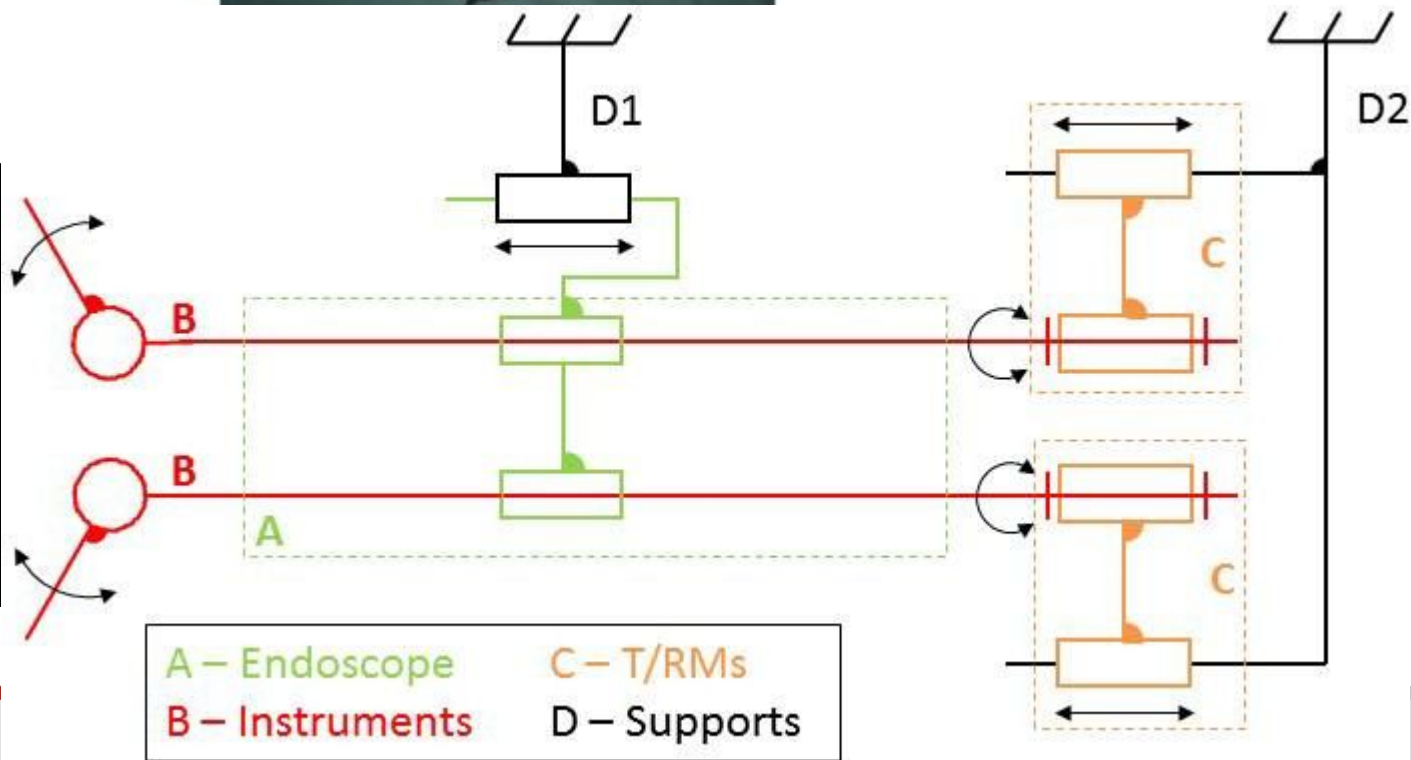 D1
D2
B
C
B
A
C
A – Endoscope
C – T/RMs
B – Instruments
D – Supports